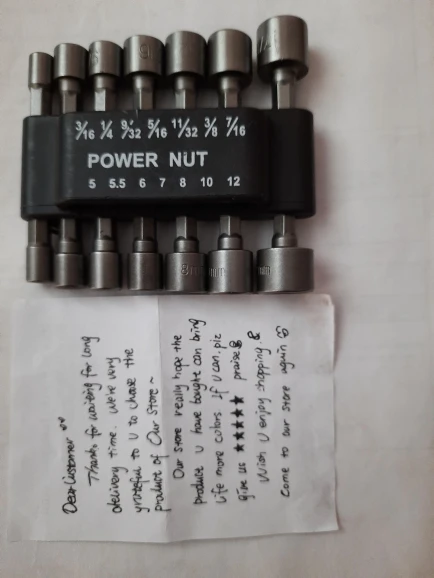 3/16 1/4 9/32 5/16 11/32 3/8 7/16
POWER NUT
5 5.5 6 7 8 10 12
Dear Customer
Thanks for waiting for long
delivery time. We're very
grateful to U to choose the
product of Our Store~
Our store really hope the
product u have bought can bring
life more colors. If u can, plz
give us ★★★★★ praise &
Wish U enjoy shopping &
Come to our store again